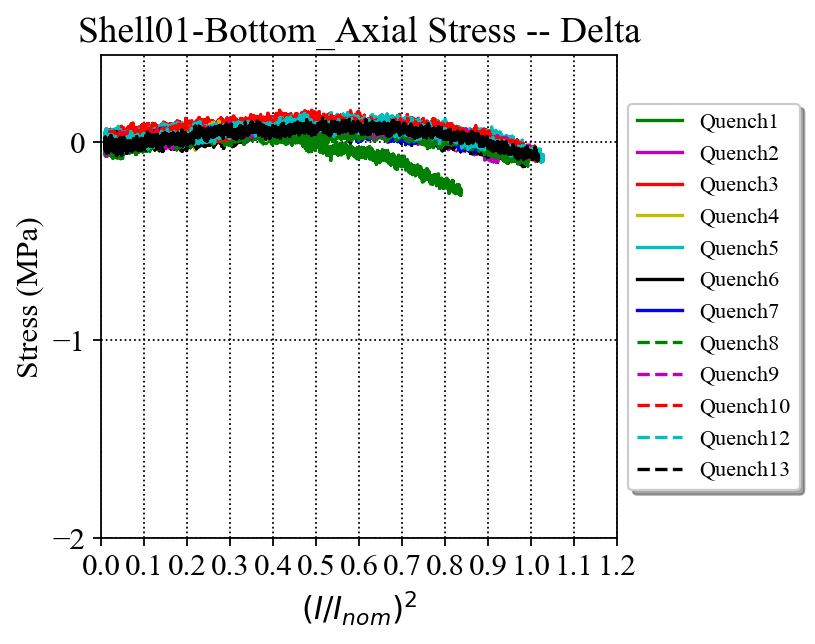 Shell01-Bottom_Axial Stress -- Delta
Stress (MPa)
0
−1
−2
0.0 0.1 0.2 0.3 0.4 0.5 0.6 0.7 0.8 0.9 1.0 1.1 1.2
(I/I_{nom})^2
Quench1
Quench2
Quench3
Quench4
Quench5
Quench6
Quench7
Quench8
Quench9
Quench10
Quench12
Quench13